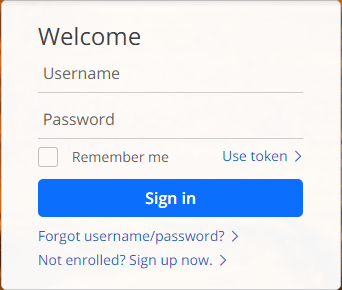 Welcome
Username
Password
Remember me Use token
Sign in
Forgot username/password?
Not enrolled? Sign up now.